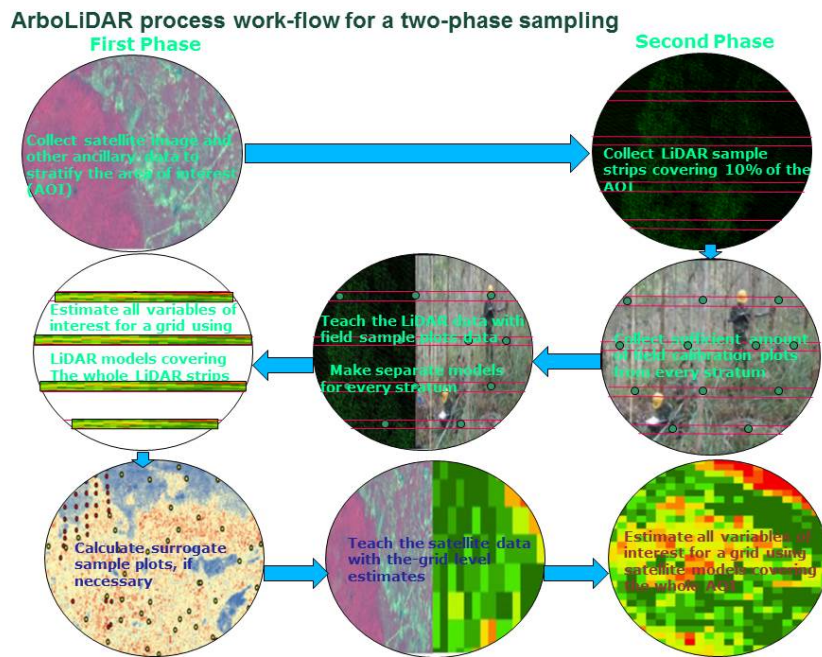 ArboLiDAR process work-flow for a two-phase sampling
First Phase
Second Phase
Collect satellite image and
other ancillary data to
stratify the area of interest
(AOI)
Collect LiDAR sample
strips covering 10% of the
AOI
Estimate all variables of
interest for a grid using
LiDAR models covering
The whole LiDAR strips
Teach the LiDAR data with
field sample plots data
Make separate models
for every stratum
Collect sufficient amount
of field calibration plots
from every stratum
Calculate surrogate
sample plots, if
necessary
Teach the satellite data
with the-grid level
estimates
Estimate all variables of
interest for a grid using
satellite models covering
the whole AOI